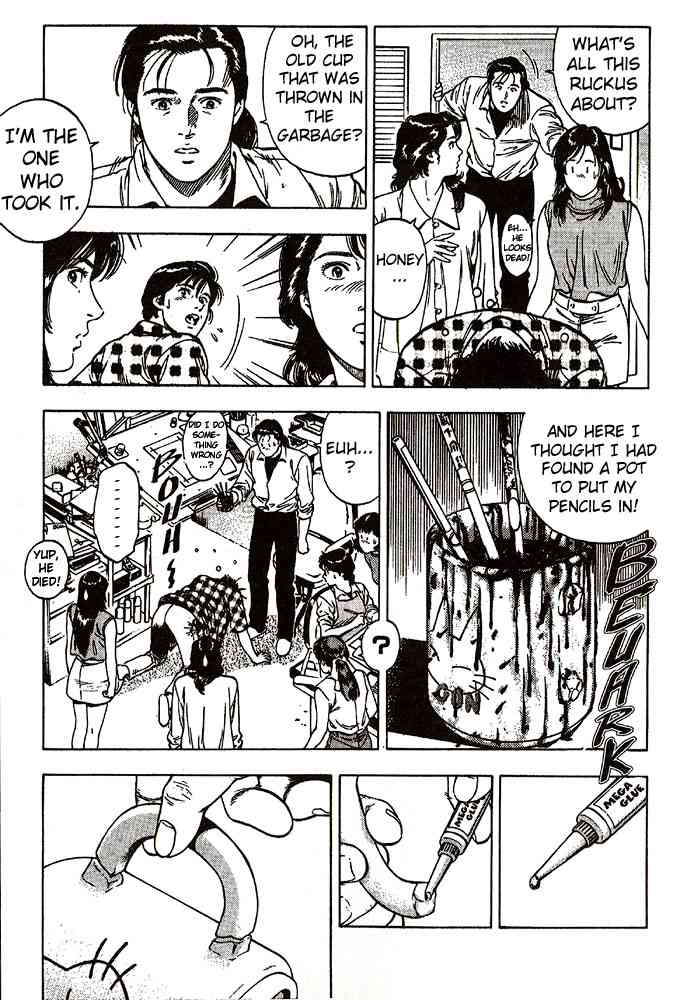 WHAT'S
ALL THIS
RUCKUS
ABOUT?
EH...
HE
LOOKS
DEAD!
HONEY
...
OH, THE
OLD CUP
THAT WAS
THROWN IN
THE
GARBAGE?
I'M THE
ONE
WHO
TOOK IT.
AND HERE I
THOUGHT I HAD
FOUND A POT
TO PUT MY
PENCILS IN!
BEUARK
EUH...
?
DID I DO
SOME-
THING
WRONG
...?
BOUH
.......
YUP,
HE
DIED!
?
MEGA
GLUE
MEGA
GLUE